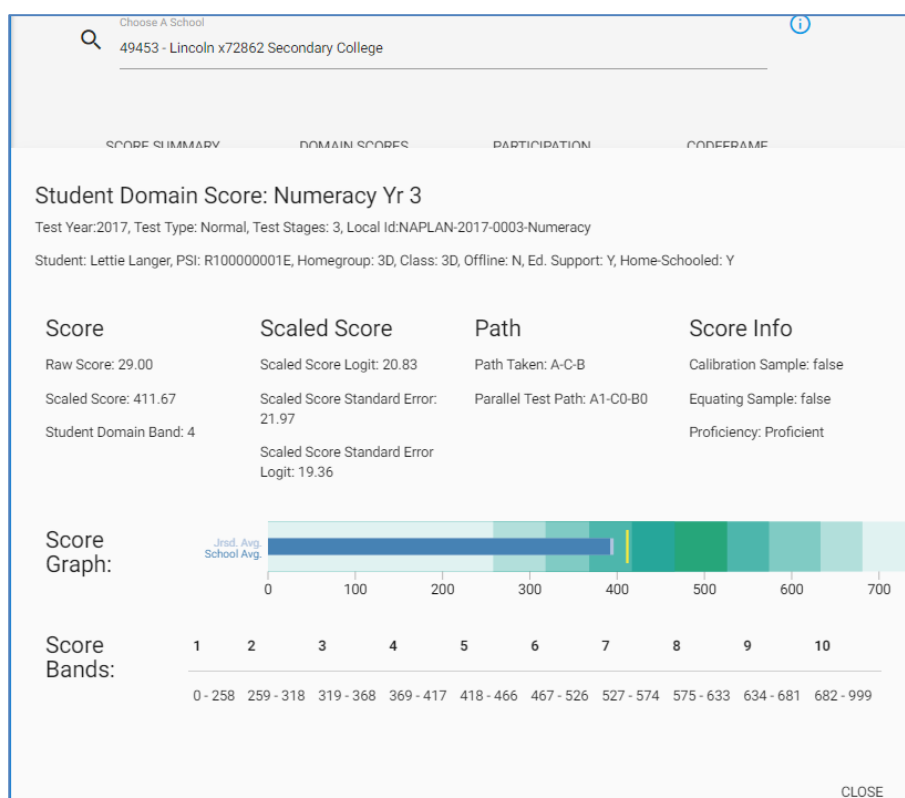 Choose A School
49453 - Lincoln x72862 Secondary College
SCORE SUMMARY DOMAIN SCORES PARTICIPATION CODEFRAME
Student Domain Score: Numeracy Yr 3
Test Year:2017, Test Type: Normal, Test Stages: 3, Local Id:NAPLAN-2017-0003-Numeracy
Student: Lettie Langer, PSI: R100000001E, Homegroup: 3D, Class: 3D, Offline: N, Ed. Support: Y, Home-Schooled: Y
Score
Raw Score: 29.00
Scaled Score: 411.67
Student Domain Band: 4
Scaled Score
Scaled Score Logit: 20.83
Scaled Score Standard Error:
21.97
Scaled Score Standard Error
Logit: 19.36
Path
Path Taken: A-C-B
Parallel Test Path: A1-C0-B0
Score Info
Calibration Sample: false
Equating Sample: false
Proficiency: Proficient
Score
Graph:
Jrsd. Avg.
School Avg.
0 100 200 300 400 500 600 700
Score
Bands:
1 2 3 4 5 6 7 8 9 10
0 - 258 259 - 318 319 - 368 369 - 417 418 - 466 467 - 526 527 - 574 575 - 633 634 - 681 682 - 999
CLOSE